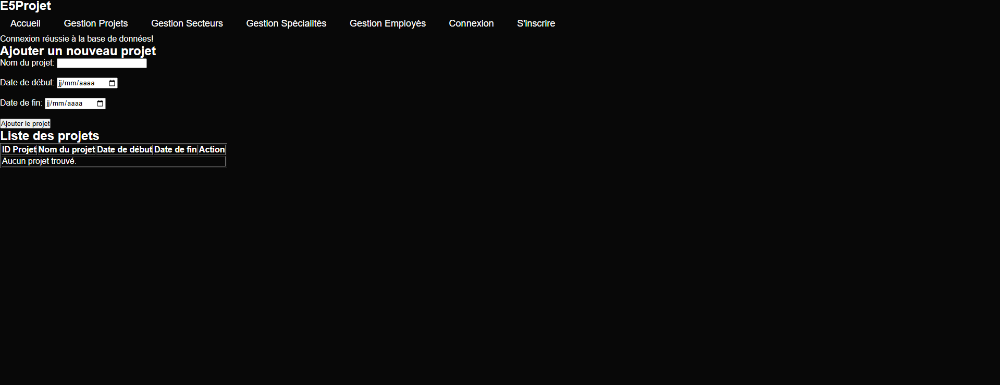 E5Projet
Accueil Gestion Projets Gestion Secteurs Gestion Spécialités Gestion Employés Connexion S'inscrire
Connexion réussie à la base de données!
Ajouter un nouveau projet
Nom du projet:
Date de début: jj/mm/aaaa
Date de fin: jj/mm/aaaa
Ajouter le projet
Liste des projets
ID Projet Nom du projet Date de début Date de fin Action
Aucun projet trouvé.